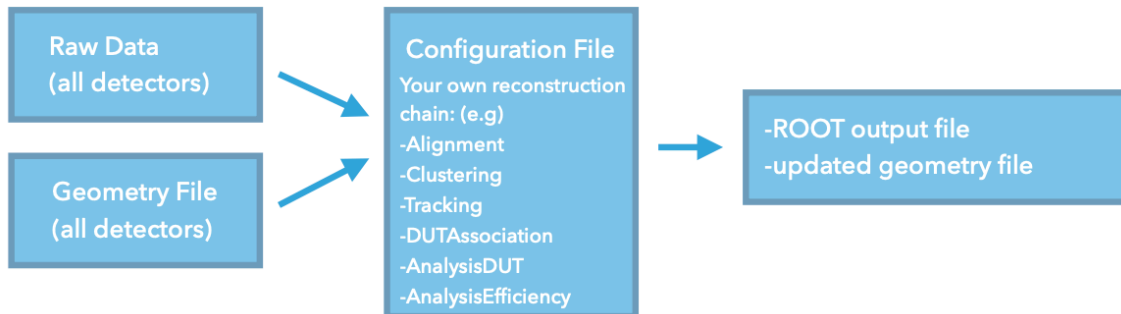 Raw Data
(all detectors)
Geometry File
(all detectors)
Configuration File
Your own reconstruction
chain: (e.g)
-Alignment
-Clustering
-Tracking
-DUTAssociation
-AnalysisDUT
-AnalysisEfficiency
-ROOT output file
-updated geometry file